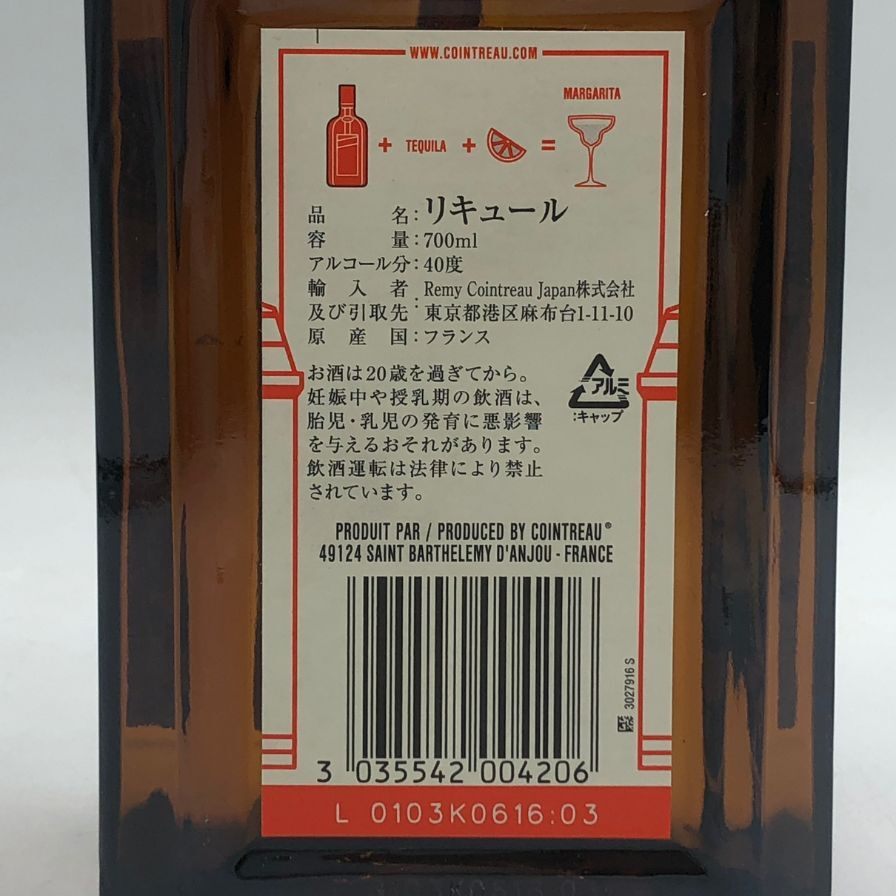 WWW.COINTREAU.COM
MARGARITA
+ TEQUILA + =
品名:リキュール
容量:700ml
アルコール分:40度
輸入者 Remy Cointreau Japan株式会社
及び引取先:東京都港区麻布台1-11-10
原産国:フランス
お酒は20歳を過ぎてから。
妊娠中や授乳期の飲酒は、
胎児・乳児の発育に悪影響
を与えるおそれがあります。
飲酒運転は法律により禁止
されています。
アルミ
:キャップ
PRODUIT PAR / PRODUCED BY COINTREAU®
49124 SAINT BARTHELEMY D'ANJOU - FRANCE
3027916 S
3 035542 004206
L 0103K0616:03